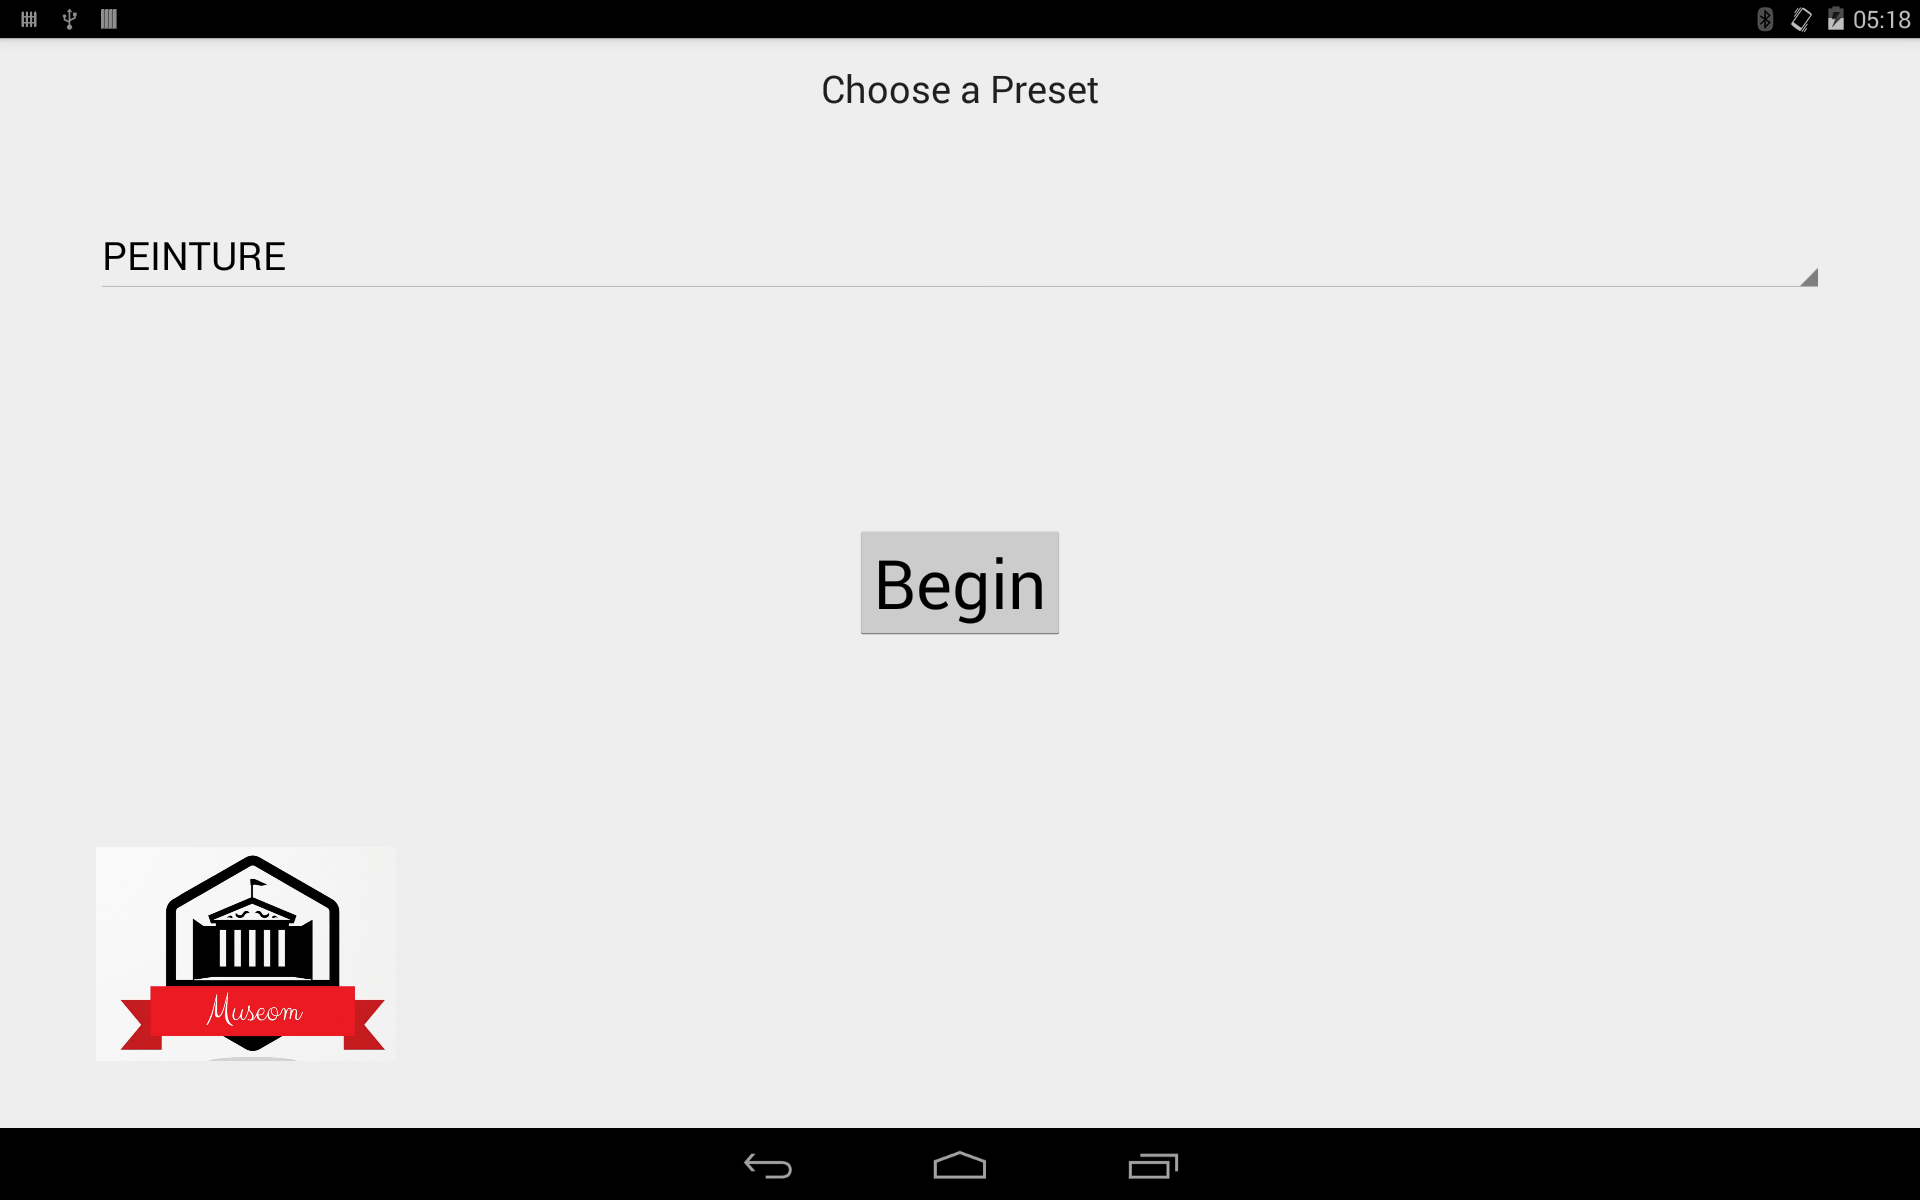 05:18
Choose a Preset
PEINTURE
Begin
Museom